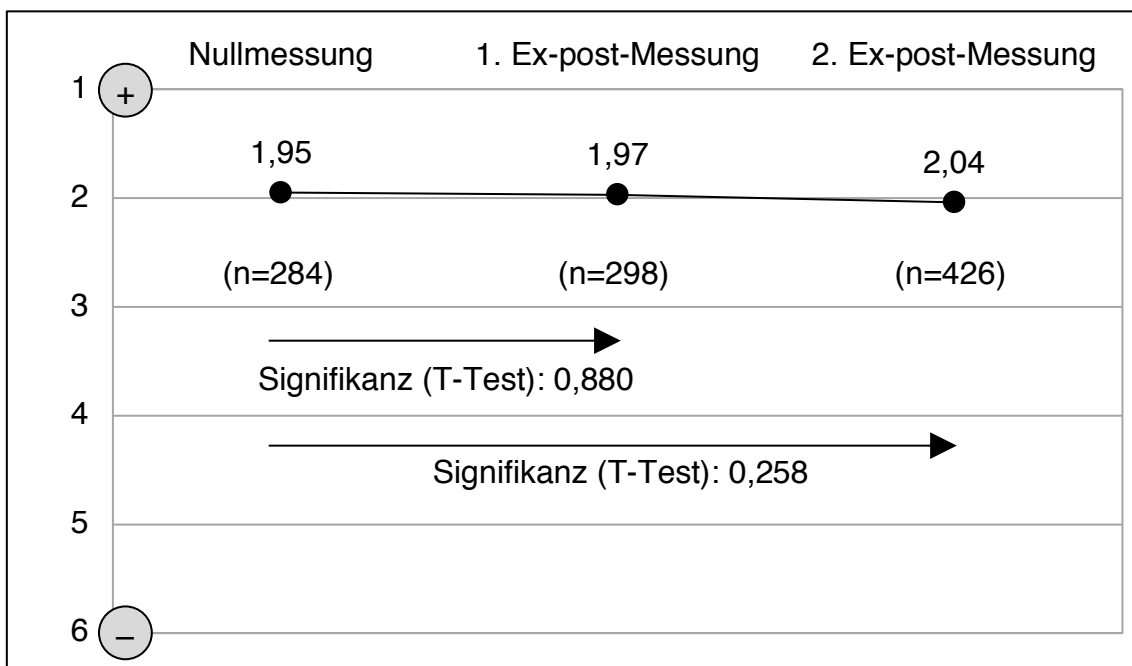 Nullmessung 1. Ex-post-Messung 2. Ex-post-Messung
1 +
1,95 1,97 2,04
2
(n=284) (n=298) (n=426)
3
Signifikanz (T-Test): 0,880
4
Signifikanz (T-Test): 0,258
5
6 –